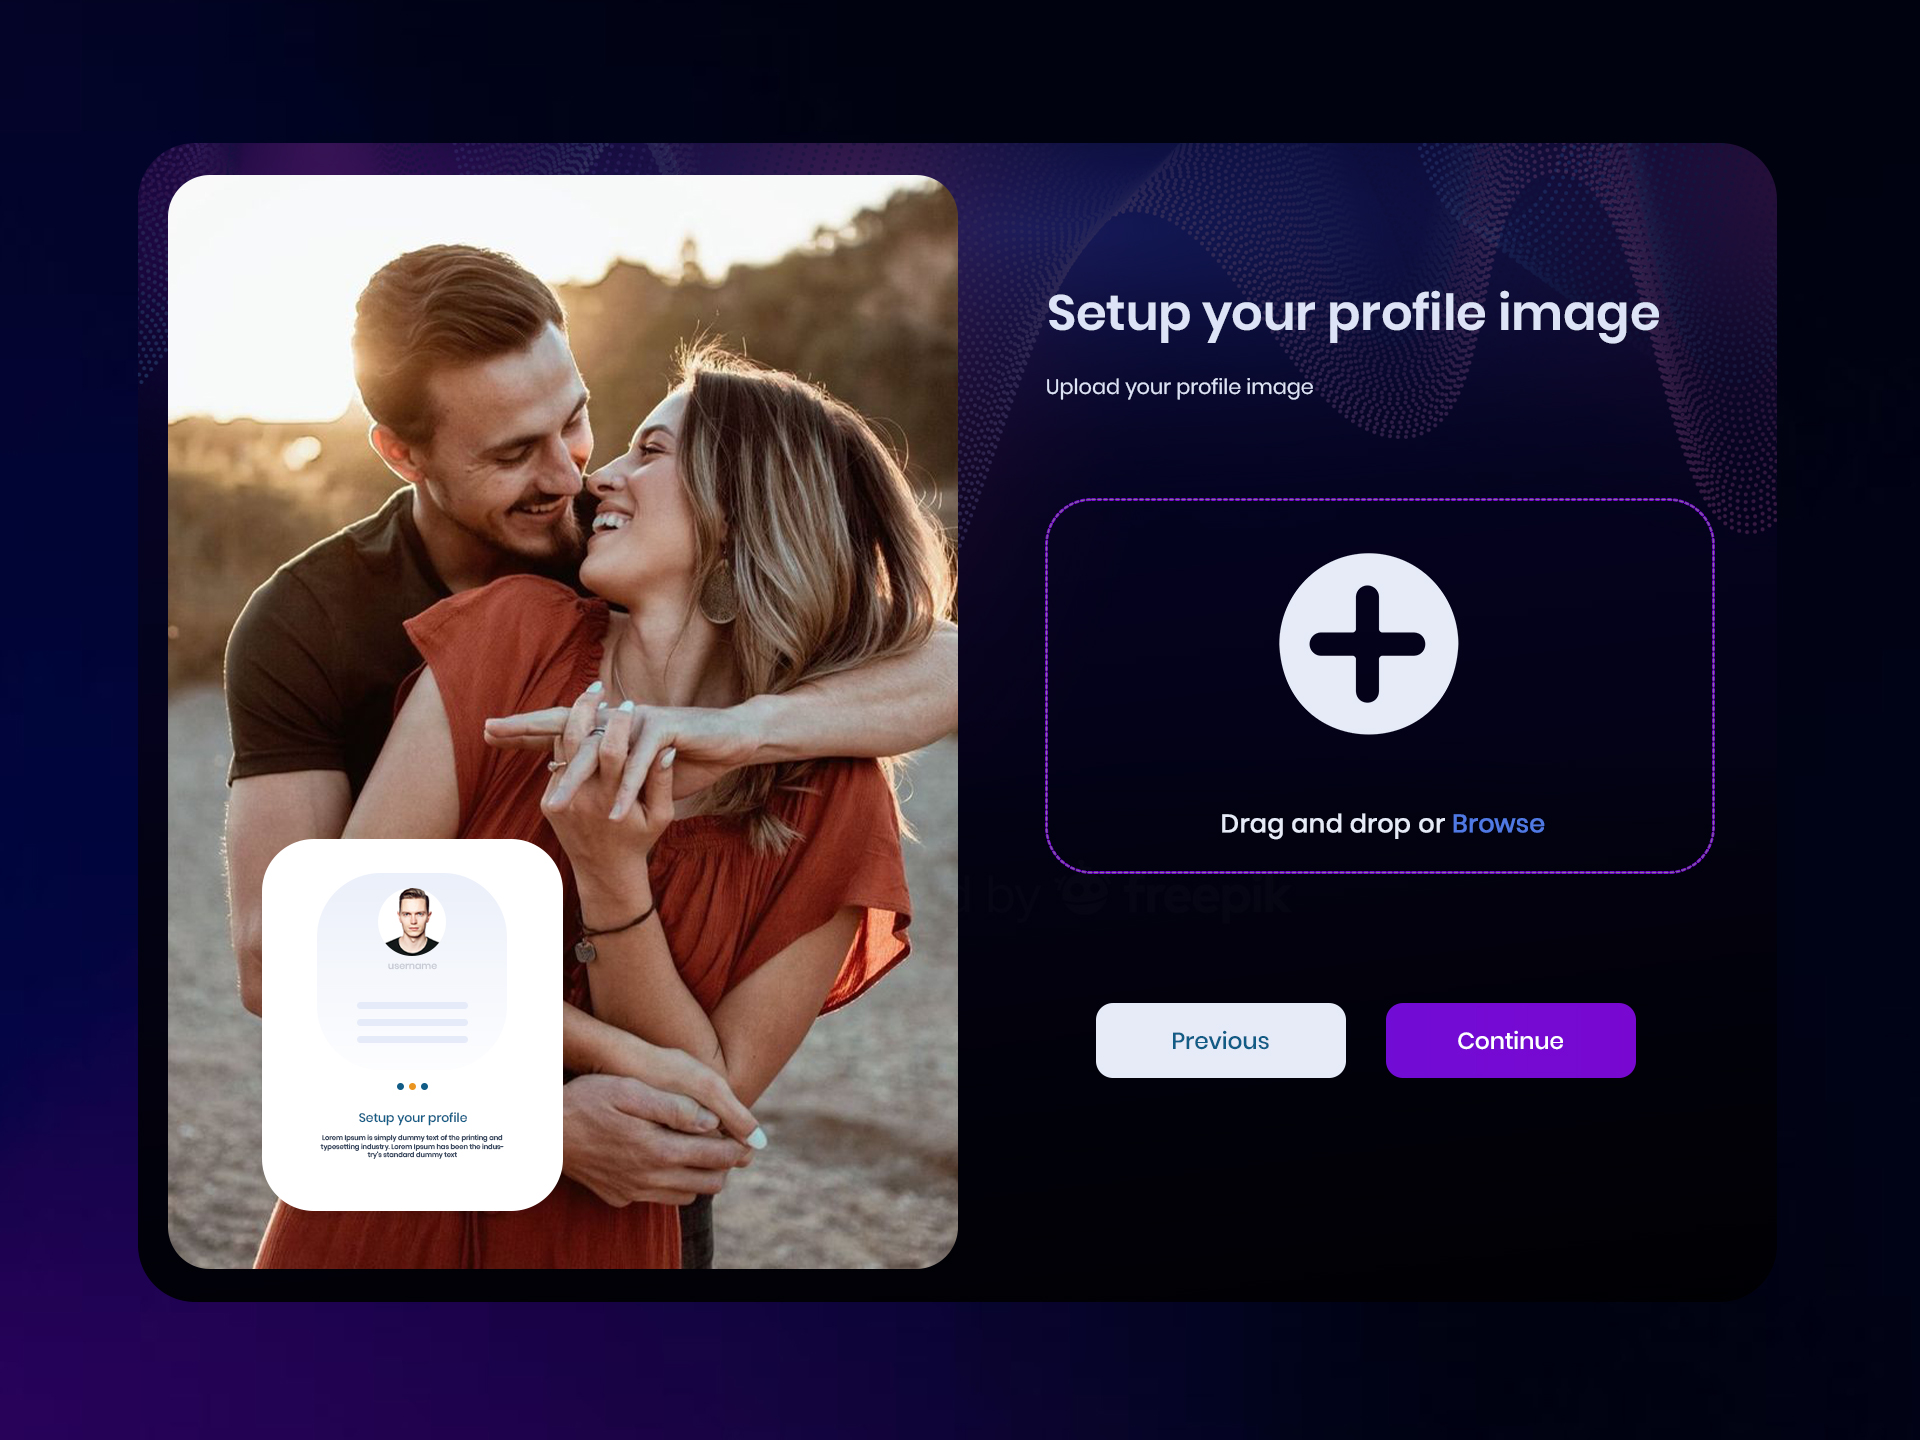 Setup your profile image
Upload your profile image
Drag and drop or Browse
d by freepik
Previous
Continue
username
Setup your profile
Lorem Ipsum is simply dummy text of the printing and
typesetting industry. Lorem Ipsum has been the indus-
try's standard dummy text